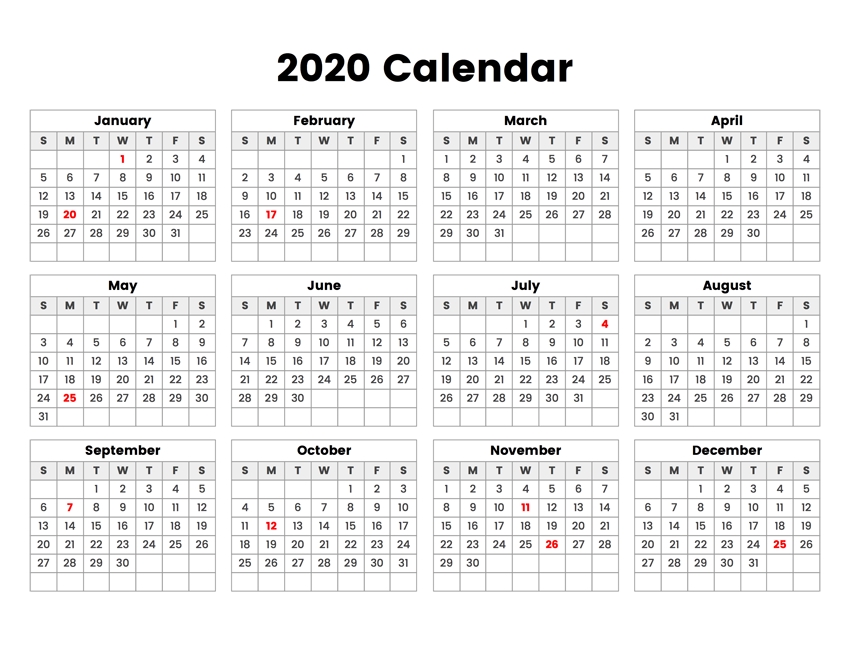 2020 Calendar
January February March April
S M T W T F S S M T W T F S S M T W T F S S M T W T F S
1 2 3 4 1 1 2 3 4 5 6 7 1 2 3 4
5 6 7 8 9 10 11 2 3 4 5 6 7 8 8 9 10 11 12 13 14 5 6 7 8 9 10 11
12 13 14 15 16 17 18 9 10 11 12 13 14 15 15 16 17 18 19 20 21 12 13 14 15 16 17 18
19 20 21 22 23 24 25 16 17 18 19 20 21 22 22 23 24 25 26 27 28 19 20 21 22 23 24 25
26 27 28 29 30 31 23 24 25 26 27 28 29 29 30 31 26 27 28 29 30
May June July August
S M T W T F S S M T W T F S S M T W T F S S M T W T F S
1 2 1 2 3 4 5 6 1 2 3 4 1
3 4 5 6 7 8 9 7 8 9 10 11 12 13 5 6 7 8 9 10 11 2 3 4 5 6 7 8
10 11 12 13 14 15 16 14 15 16 17 18 19 20 12 13 14 15 16 17 18 9 10 11 12 13 14 15
17 18 19 20 21 22 23 21 22 23 24 25 26 27 19 20 21 22 23 24 25 16 17 18 19 20 21 22
24 25 26 27 28 29 30 28 29 30 26 27 28 29 30 31 23 24 25 26 27 28 29
31 30 31
September October November December
S M T W T F S S M T W T F S S M T W T F S S M T W T F S
1 2 3 4 5 1 2 3 1 2 3 4 5 6 7 1 2 3 4 5
6 7 8 9 10 11 12 4 5 6 7 8 9 10 8 9 10 11 12 13 14 6 7 8 9 10 11 12
13 14 15 16 17 18 19 11 12 13 14 15 16 17 15 16 17 18 19 20 21 13 14 15 16 17 18 19
20 21 22 23 24 25 26 18 19 20 21 22 23 24 22 23 24 25 26 27 28 20 21 22 23 24 25 26
27 28 29 30 25 26 27 28 29 30 31 29 30 27 28 29 30 31